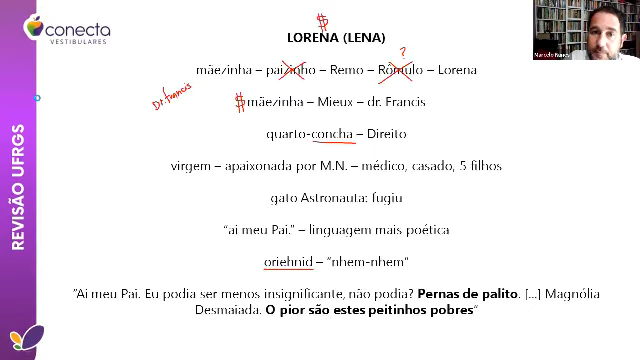 conecta
VESTIBULARES
REVISÃO UFRGS
$
LORENA (LENA)
?
mãezinha – paizinho – Remo – Rômulo – Lorena
Dr. Francis
$ mãezinha – Mieux – dr. Francis
quarto-concha – Direito
virgem – apaixonada por M.N. – médico, casado, 5 filhos
gato Astronauta: fugiu
“ai meu Pai.” – linguagem mais poética
oriehnid – “nhem-nhem”
“Ai meu Pai. Eu podia ser menos insignificante, não podia? Pernas de palito. [...] Magnólia
Desmaiada. O pior são estes peitinhos pobres“
Marcelo Nunes